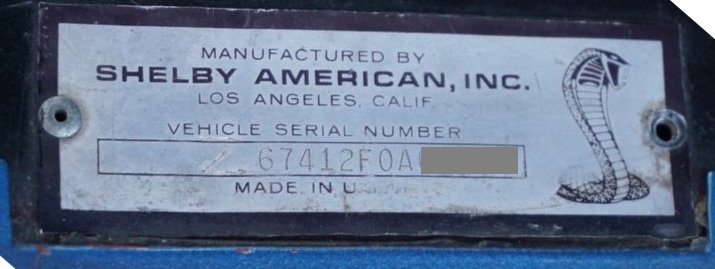 MANUFACTURED BY
SHELBY AMERICAN, INC.
LOS ANGELES, CALIF.
VEHICLE SERIAL NUMBER
67412F0A
MADE IN U